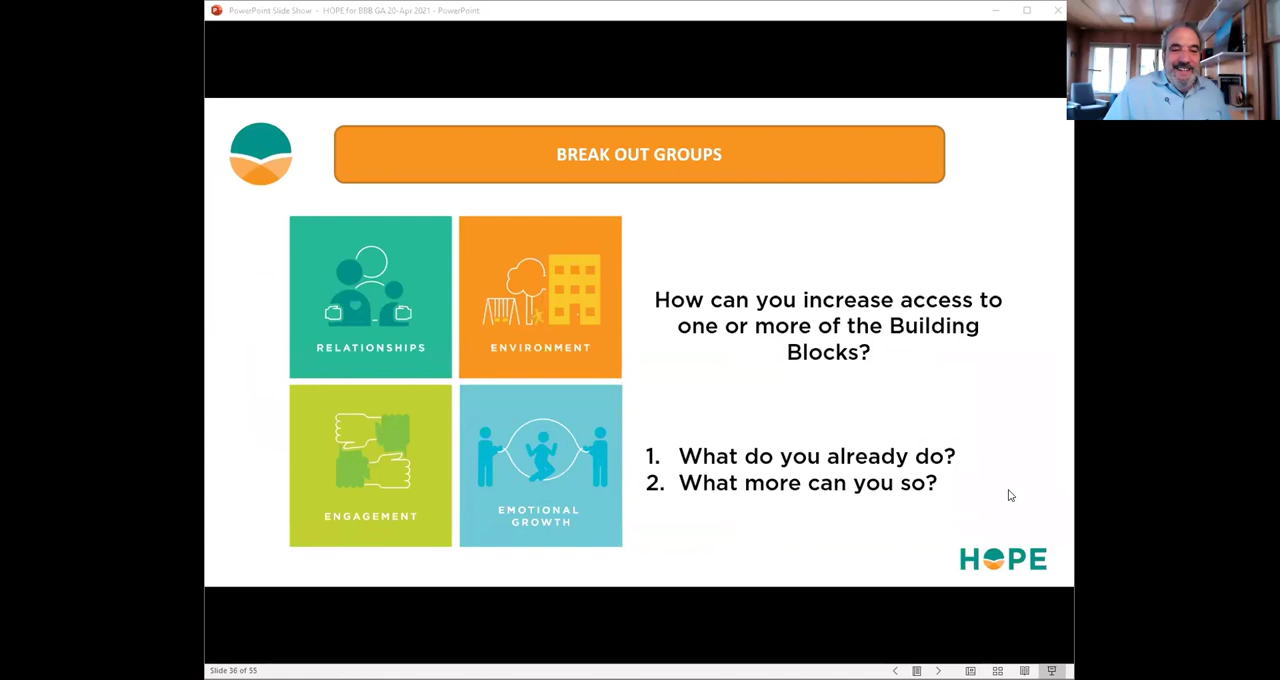 PowerPoint Slide Show - HOPE for BBB GA 20-Apr 2021 - PowerPoint
BREAK OUT GROUPS
RELATIONSHIPS
ENVIRONMENT
How can you increase access to
one or more of the Building
Blocks?
ENGAGEMENT
EMOTIONAL
GROWTH
1. What do you already do?
2. What more can you so?
HOPE
Slide 36 of 55